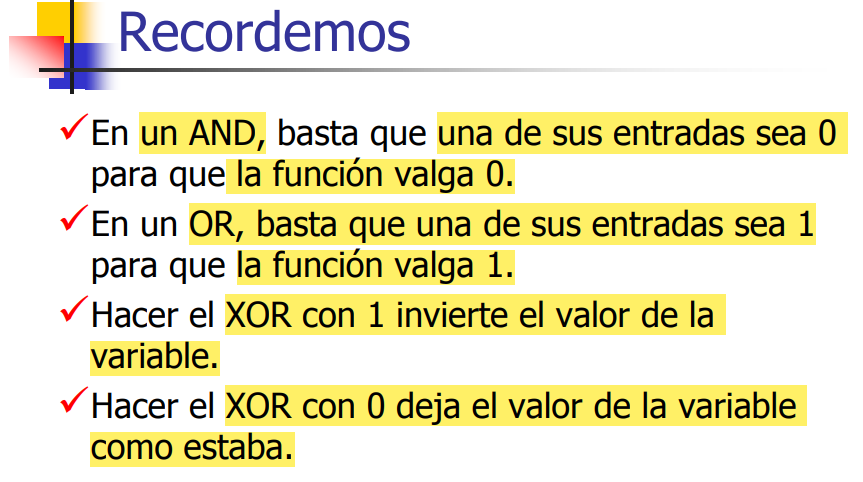 Recordemos
✓En un AND, basta que una de sus entradas sea 0
para que la función valga 0.
✓En un OR, basta que una de sus entradas sea 1
para que la función valga 1.
✓Hacer el XOR con 1 invierte el valor de la
variable.
✓Hacer el XOR con 0 deja el valor de la variable
como estaba.